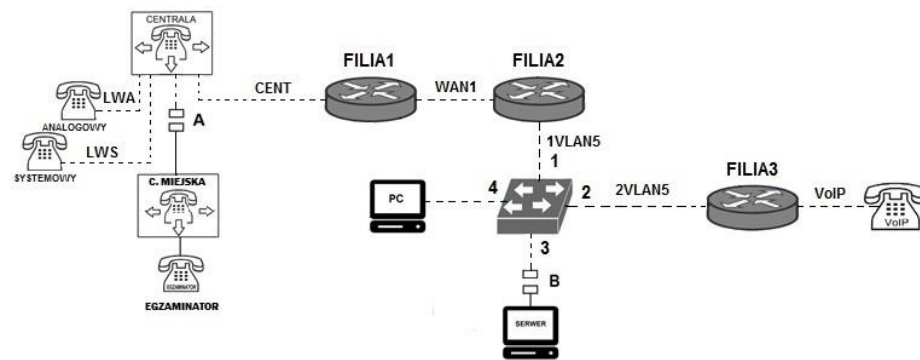 CENTRALA
FILIA1
FILIA2
CENT
WAN1
LWA
ANALOGOWY
A
LWS
SYSTEMOWY
1VLAN5
1
C. MIEJSKA
FILIA3
PC
4
2
2VLAN5
VoIP
VoIP
3
EGZAMINATOR
B
EGZAMINATOR
SERWER